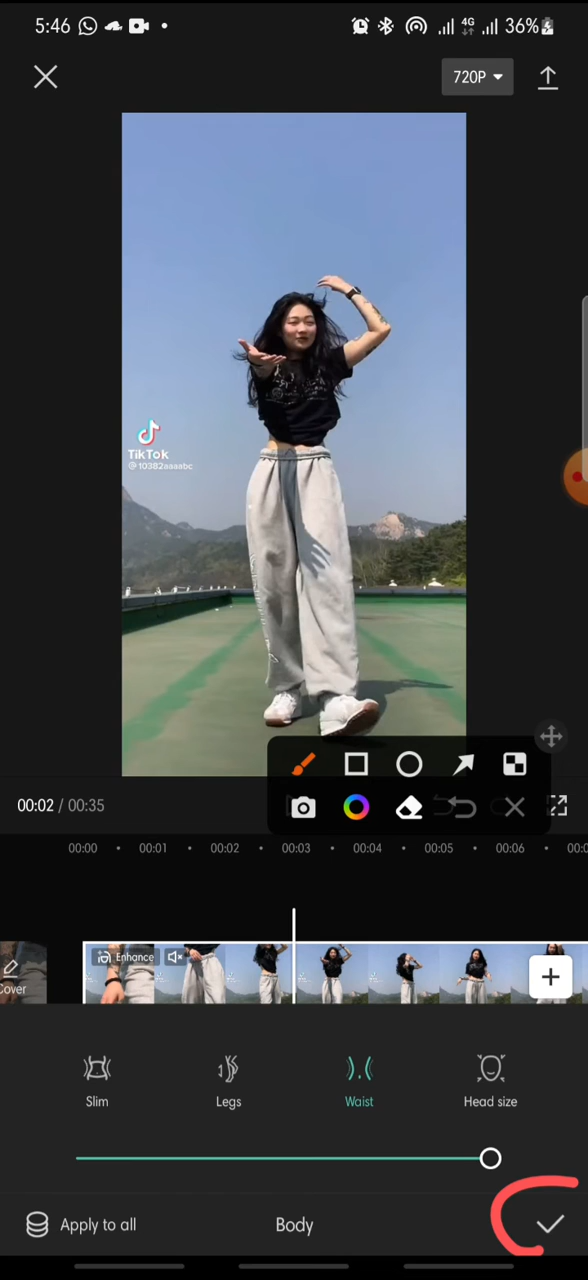 5:46
4G
36%
720P
TikTok
@10382aaaabc
00:02 / 00:35
00:00
00:01
00:02
00:03
00:04
00:05
00:06
Cover
Enhance
Slim
Legs
Waist
Head size
Apply to all
Body